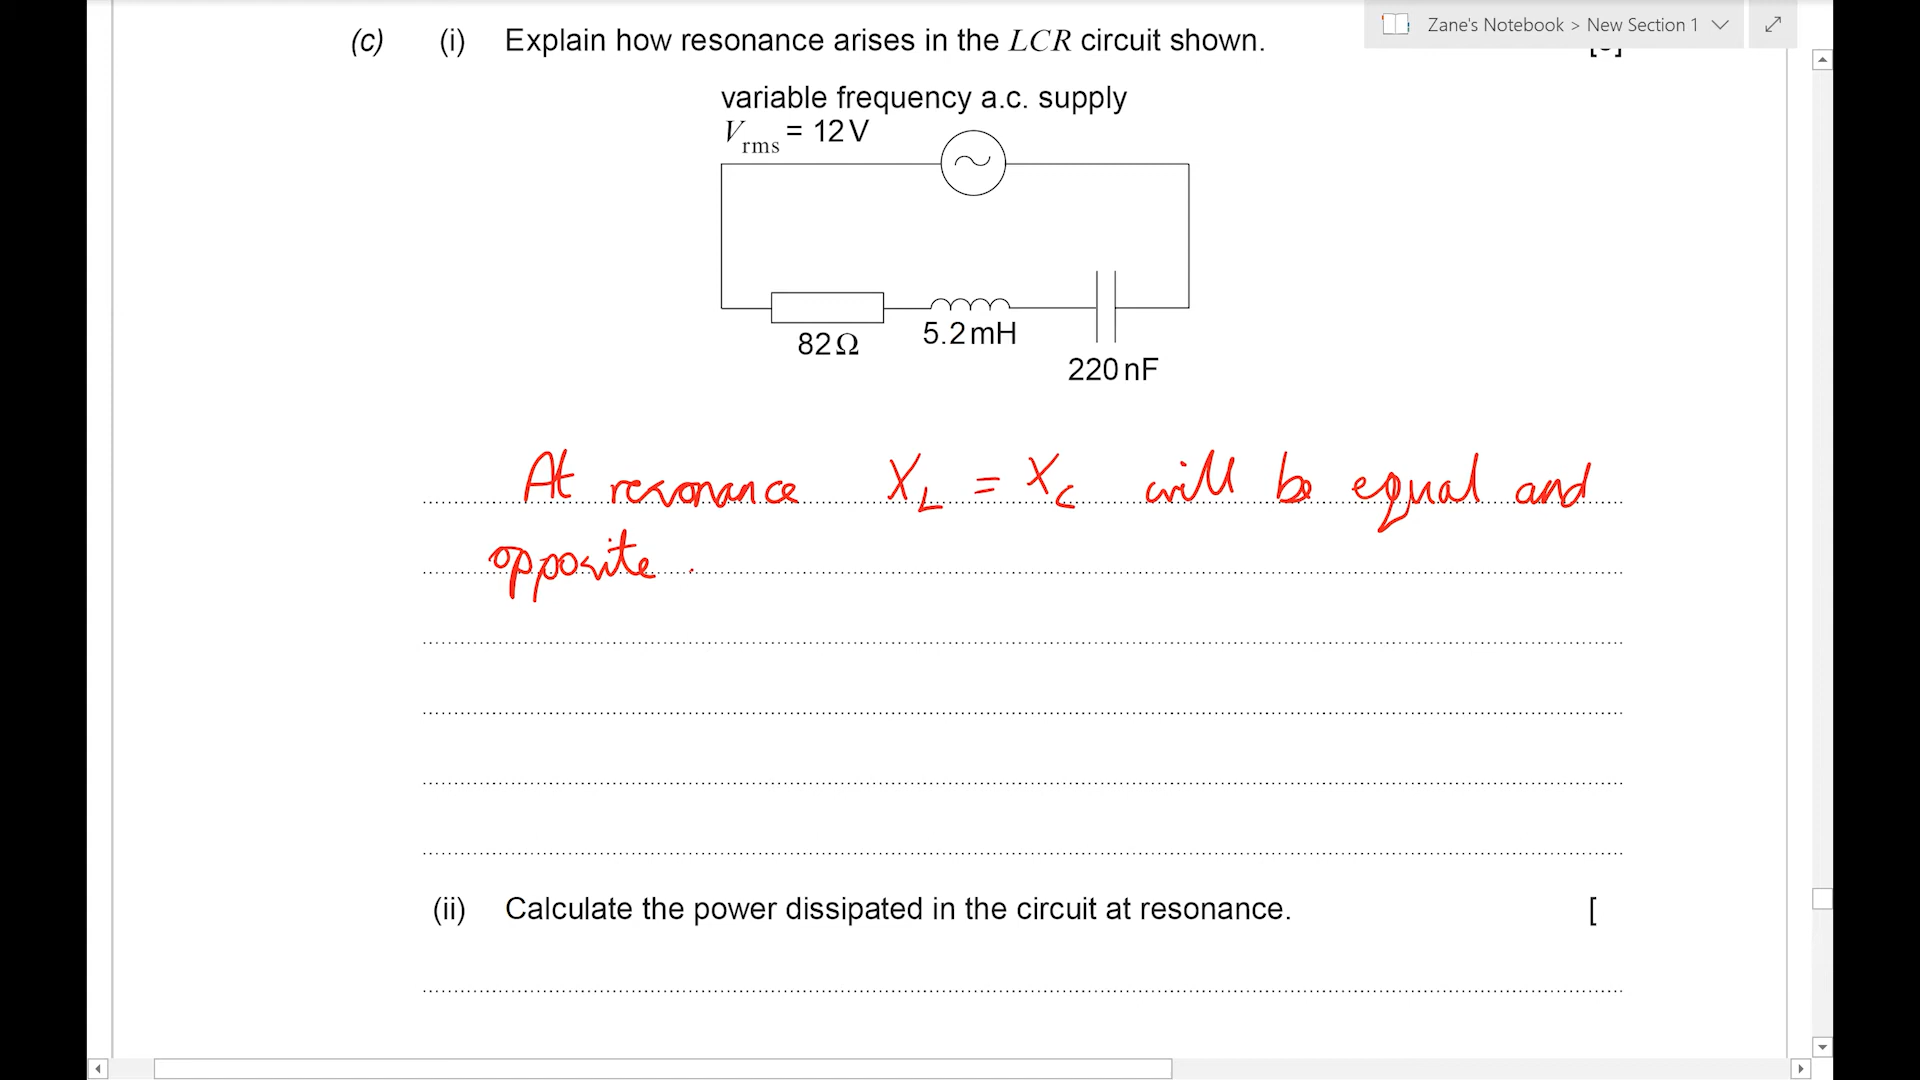 Zane's Notebook > New Section 1
(c) (i) Explain how resonance arises in the LCR circuit shown.
variable frequency a.c. supply
Vrms = 12 V
82 Ω
5.2 mH
220 nF
At resonance XL = XC will be equal and
opposite.
(ii) Calculate the power dissipated in the circuit at resonance. [